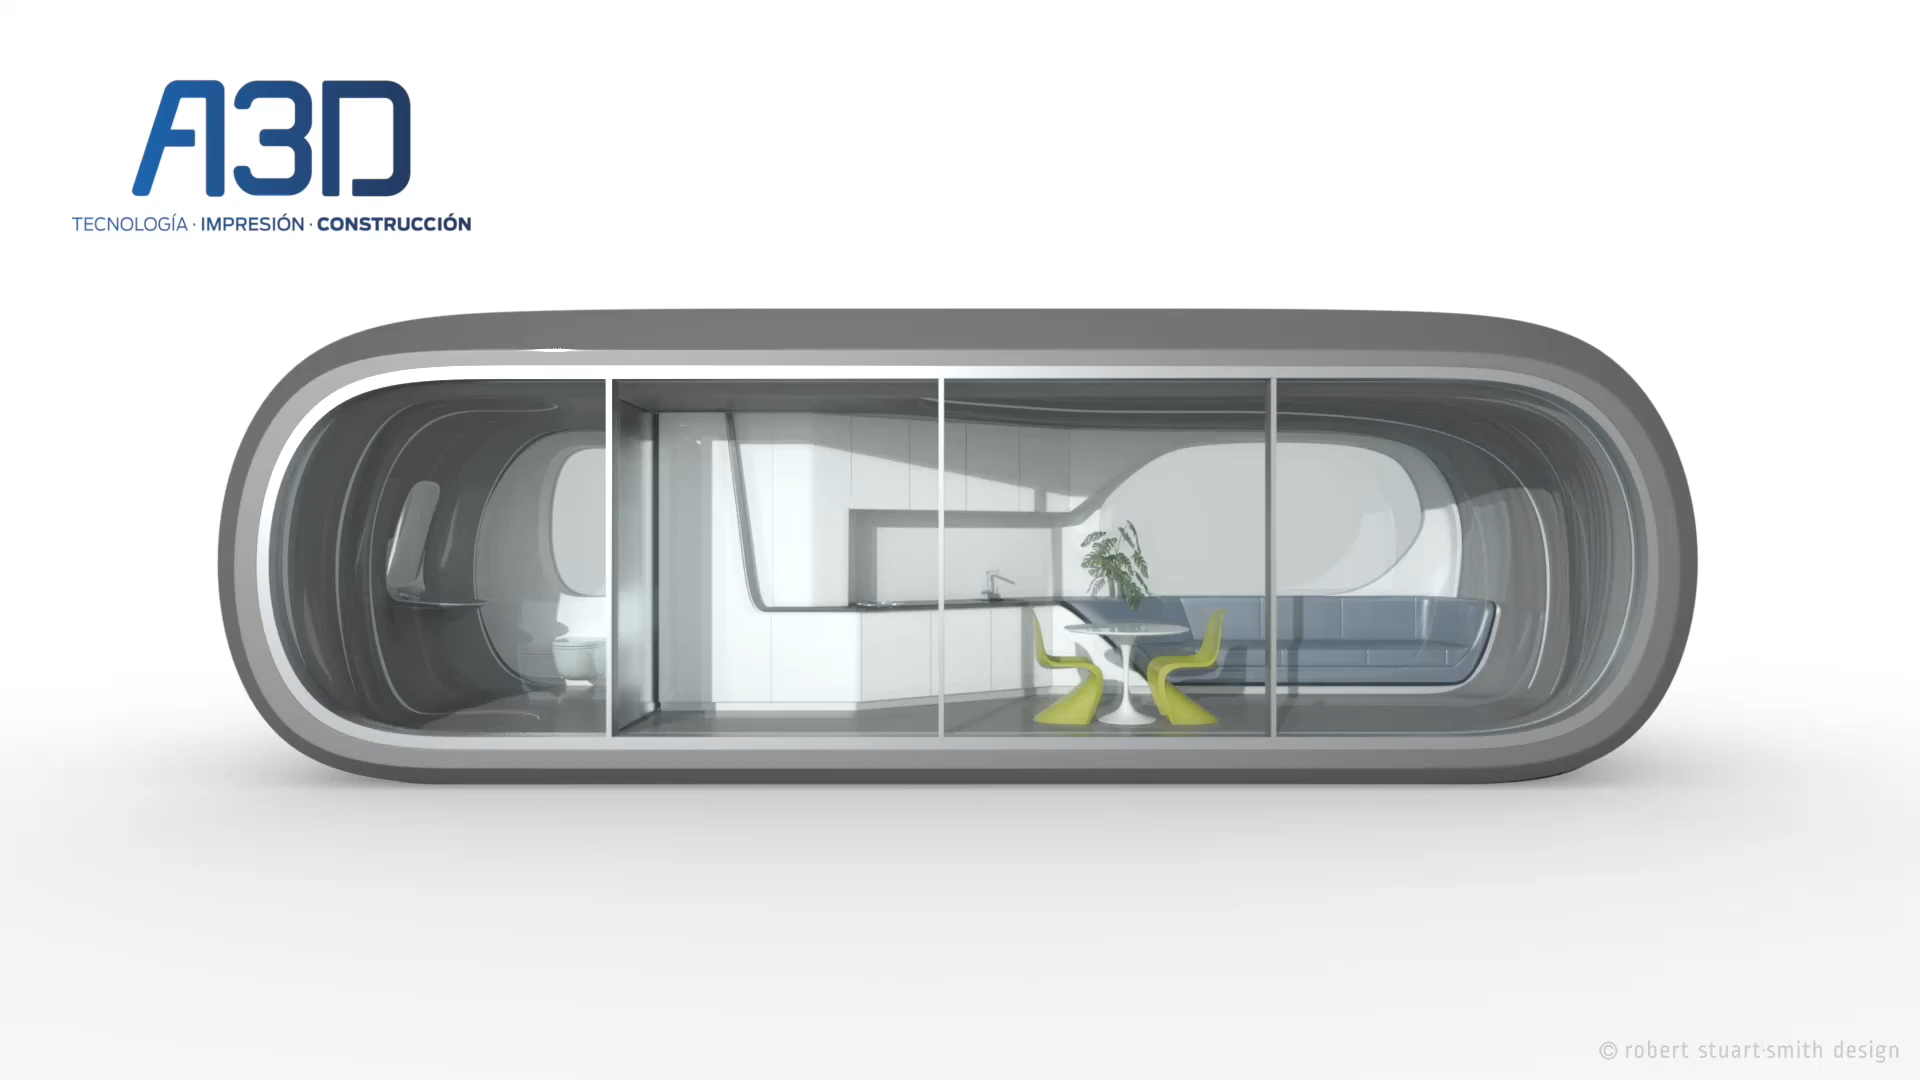 A3D
TECNOLOGÍA · IMPRESIÓN · CONSTRUCCIÓN
© robert stuart-smith design